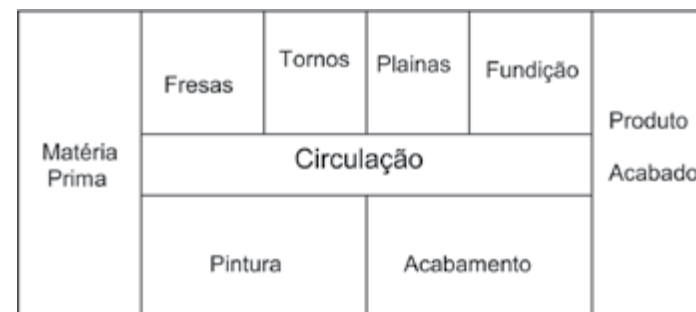 Matéria
Prima
Fresas
Tornos
Plainas
Fundição
Circulação
Pintura
Acabamento
Produto
Acabado